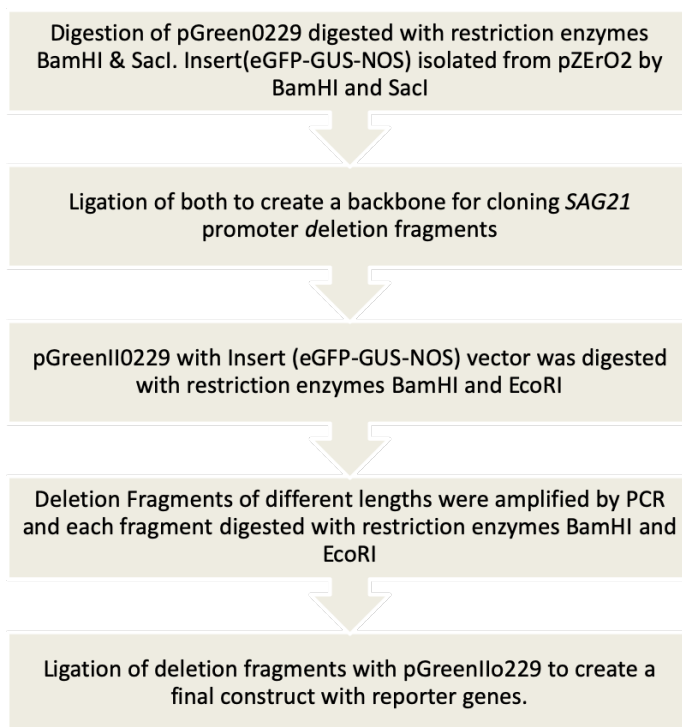 Digestion of pGreen0229 digested with restriction enzymes
BamHI & SacI. Insert(eGFP-GUS-NOS) isolated from pZErO2 by
BamHI and SacI
Ligation of both to create a backbone for cloning SAG21
promoter deletion fragments
pGreenII0229 with Insert (eGFP-GUS-NOS) vector was digested
with restriction enzymes BamHI and EcoRI
Deletion Fragments of different lengths were amplified by PCR
and each fragment digested with restriction enzymes BamHI and
EcoRI
Ligation of deletion fragments with pGreenIIo229 to create a
final construct with reporter genes.